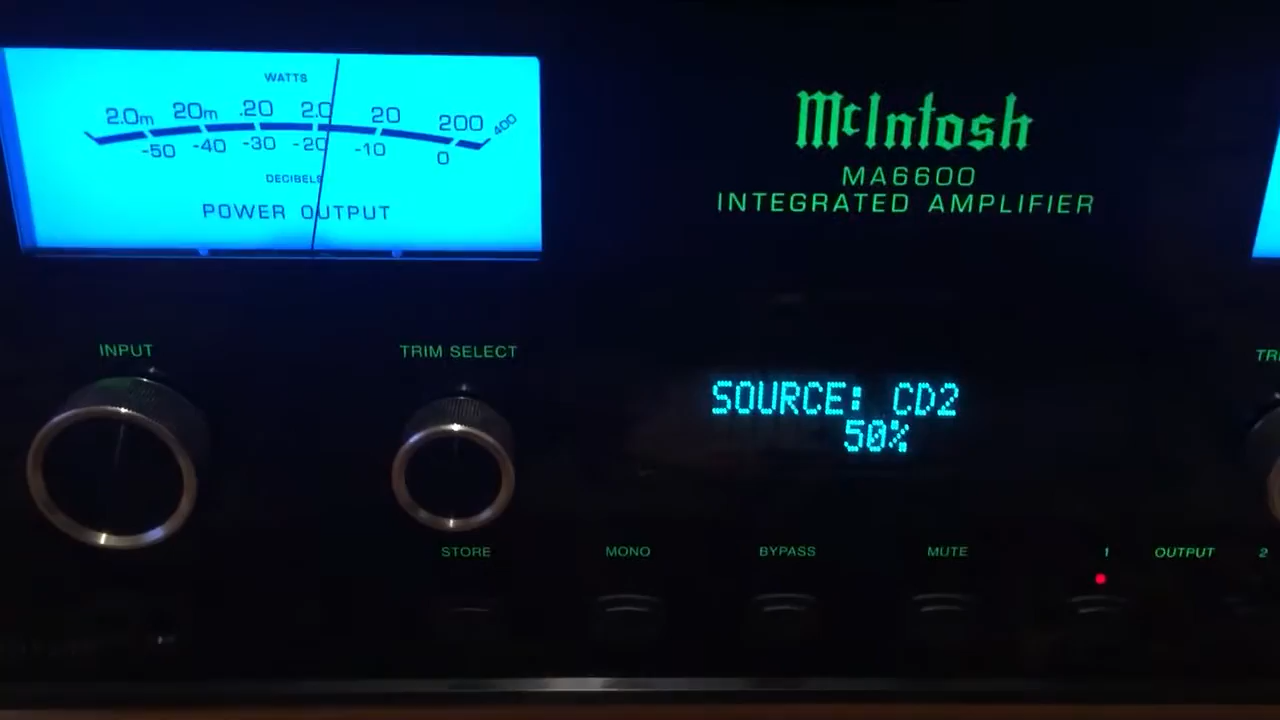 WATTS
2.0m 20m .20 2.0 20 200 400
-50 -40 -30 -20 -10 0
DECIBELS
POWER OUTPUT
McIntosh
MA6600
INTEGRATED AMPLIFIER
INPUT
TRIM SELECT
SOURCE: CD2
50%
STORE
MONO
BYPASS
MUTE
1 OUTPUT 2